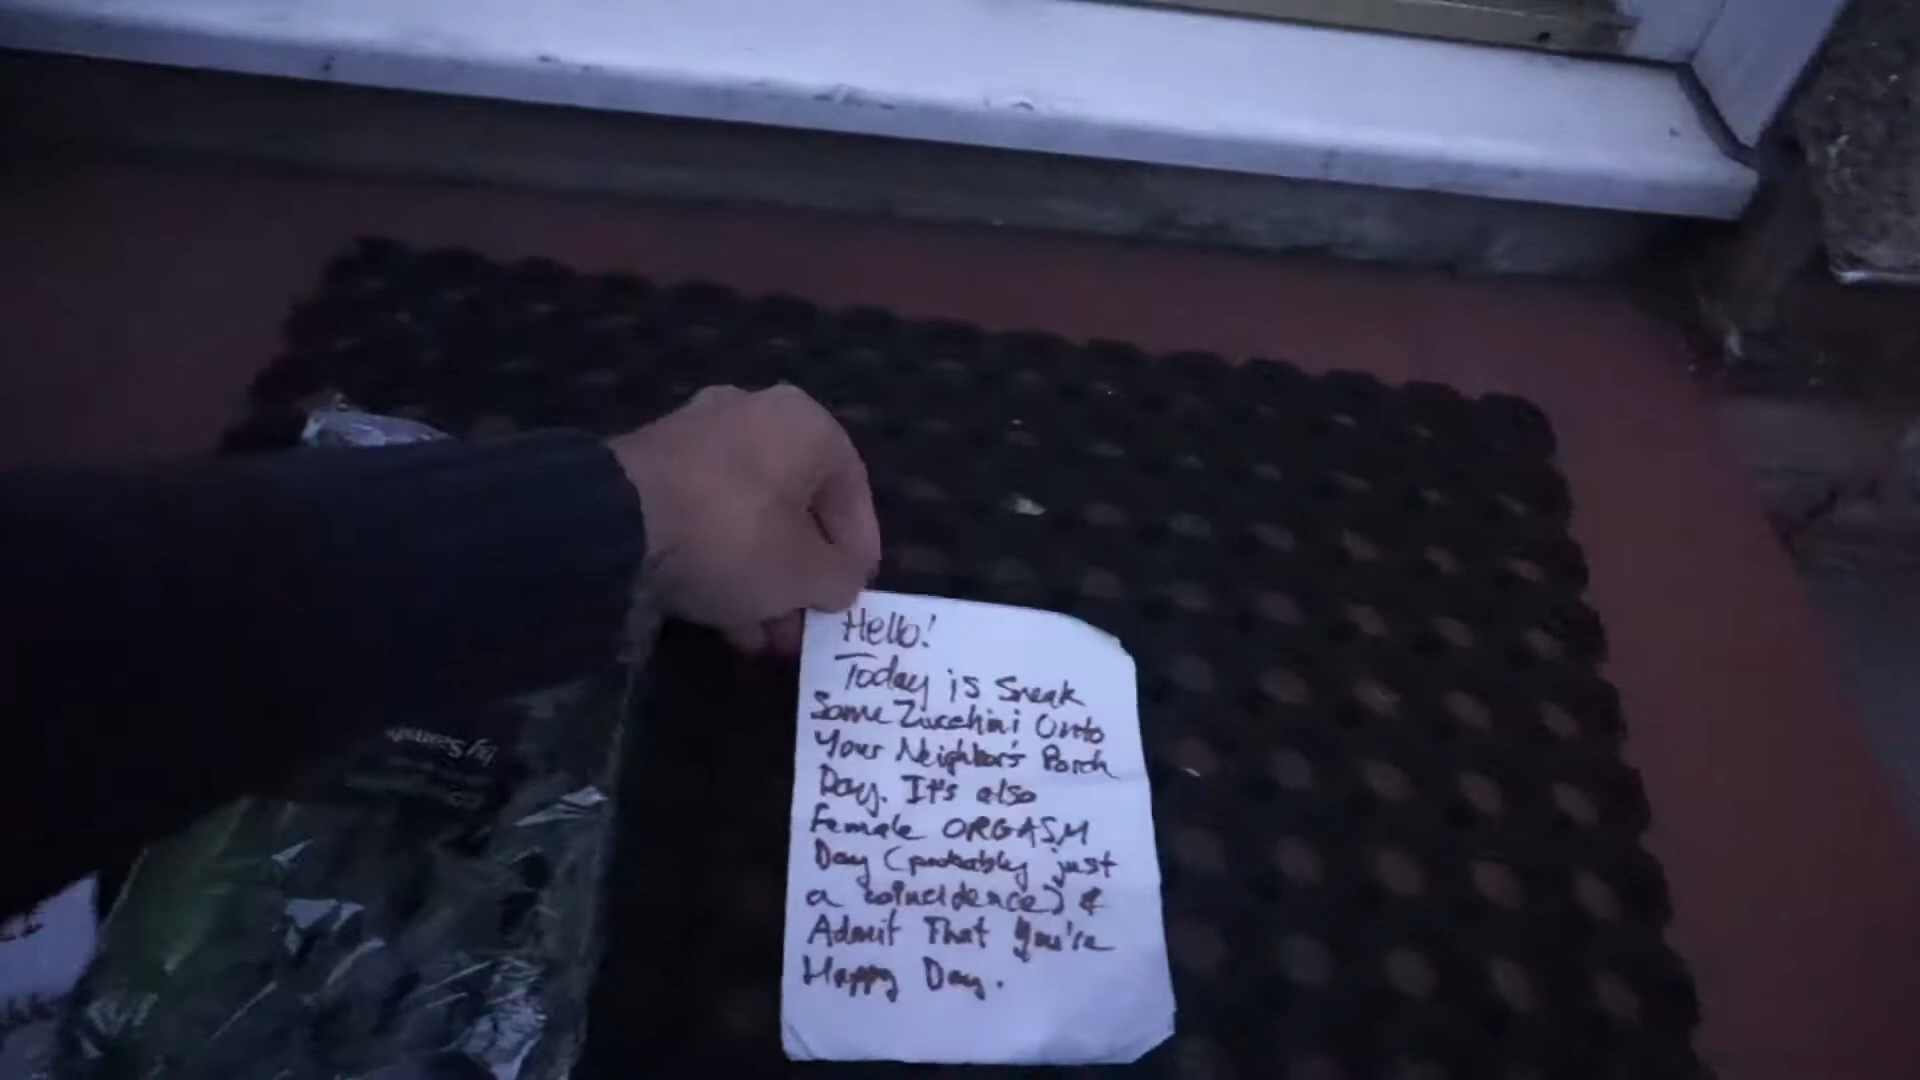 Hello!
Today is Sneak
Some Zucchini Onto
Your Neighbor's Porch
Day. It's also
Female ORGASM
Day (probably just
a coincidence) &
Admit That You're
Happy Day.